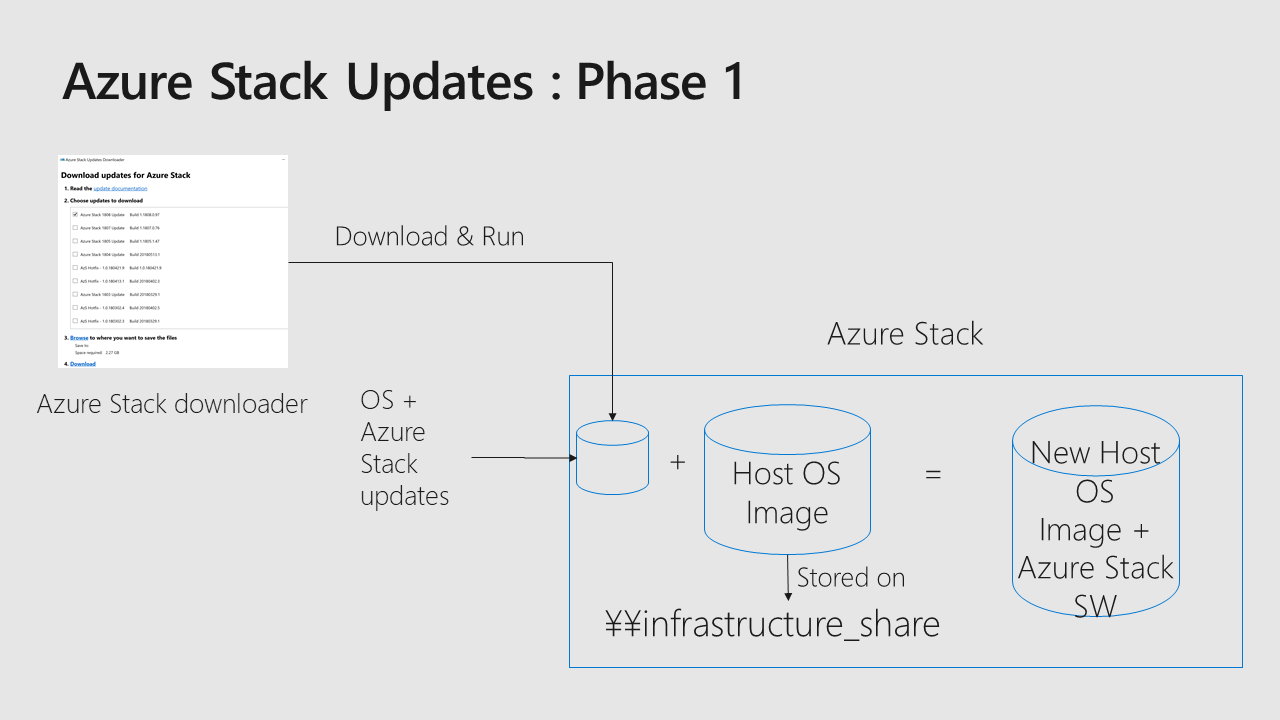 Azure Stack Updates : Phase 1
Azure Stack Updates Downloader
Download updates for Azure Stack
1. Read the update documentation
2. Choose updates to download
Azure Stack 1808 Update Build 1.1808.0.97
Azure Stack 1807 Update Build 1.1807.0.76
Azure Stack 1805 Update Build 1.1805.1.47
Azure Stack 1804 Update Build 20180513.1
AzS Hotfix - 1.0.180421.9 Build 1.0.180421.9
AzS Hotfix - 1.0.180413.1 Build 20180402.3
Azure Stack 1803 Update Build 20180329.1
AzS Hotfix - 1.0.180302.4 Build 20180402.3
AzS Hotfix - 1.0.180302.3 Build 20180329.1
3. Browse to where you want to save the files
Save to:
Space required: 2.27 GB
4. Download
Azure Stack downloader
Download & Run
OS +
Azure
Stack
updates
Azure Stack
+
Host OS
Image
=
New Host
OS
Image +
Azure Stack
SW
Stored on
¥¥infrastructure_share